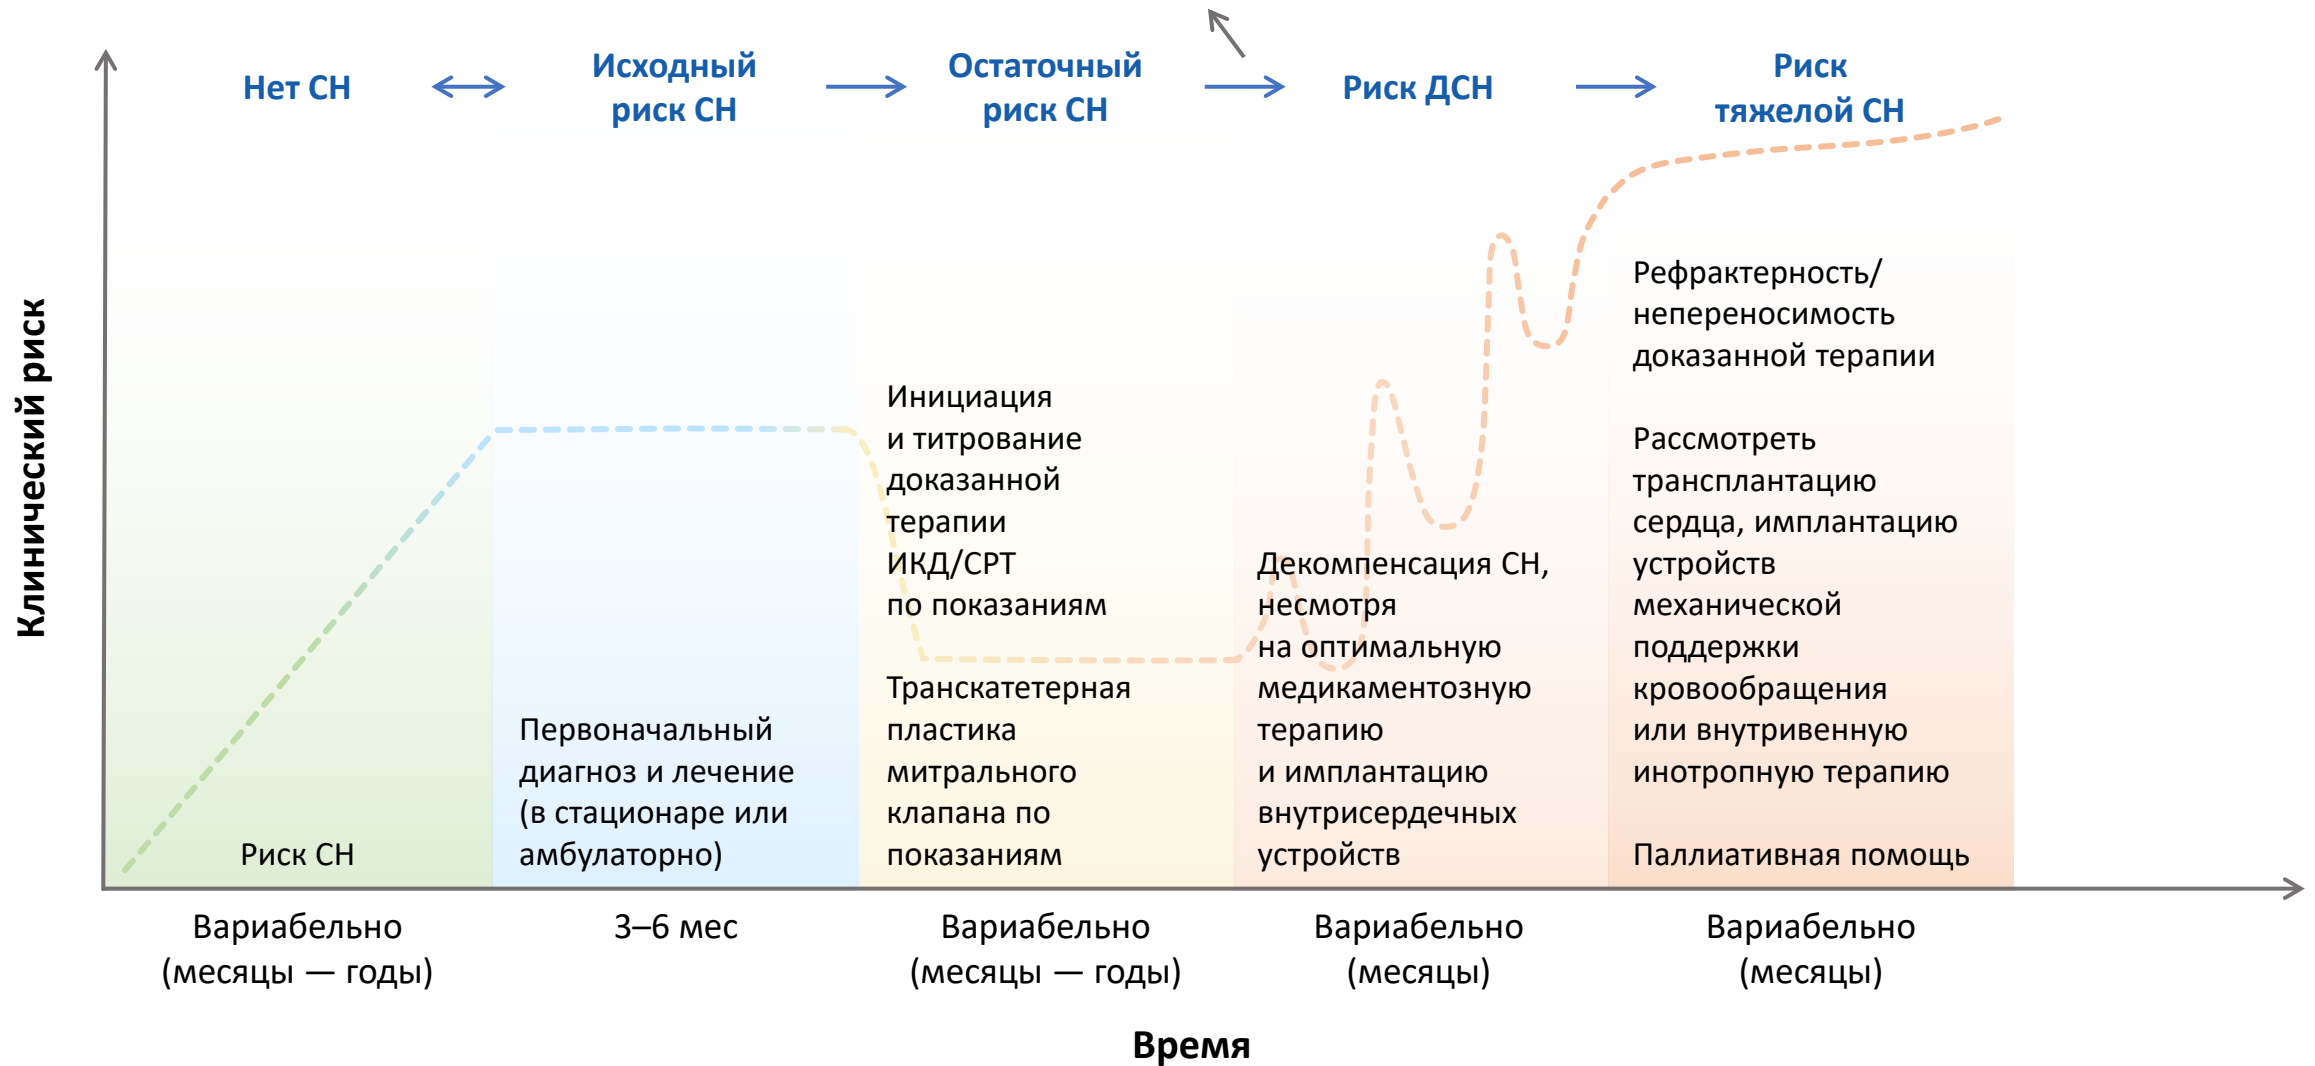 Нет СН
Исходный
риск СН
Остаточный
риск СН
Риск ДСН
Риск
тяжелой СН
Клинический риск
Риск СН
Первоначальный
диагноз и лечение
(в стационаре или
амбулаторно)
Инициация
и титрование
доказанной
терапии
ИКД/СРТ
по показаниям
Транскатетерная
пластика
митрального
клапана по
показаниям
Декомпенсация СН,
несмотря
на оптимальную
медикаментозную
терапию
и имплантацию
внутрисердечных
устройств
Рефрактерность/
непереносимость
доказанной терапии
Рассмотреть
трансплантацию
сердца, имплантацию
устройств
механической
поддержки
кровообращения
или внутривенную
инотропную терапию
Паллиативная помощь
Вариабельно
(месяцы — годы)
3–6 мес
Вариабельно
(месяцы — годы)
Вариабельно
(месяцы)
Вариабельно
(месяцы)
Время